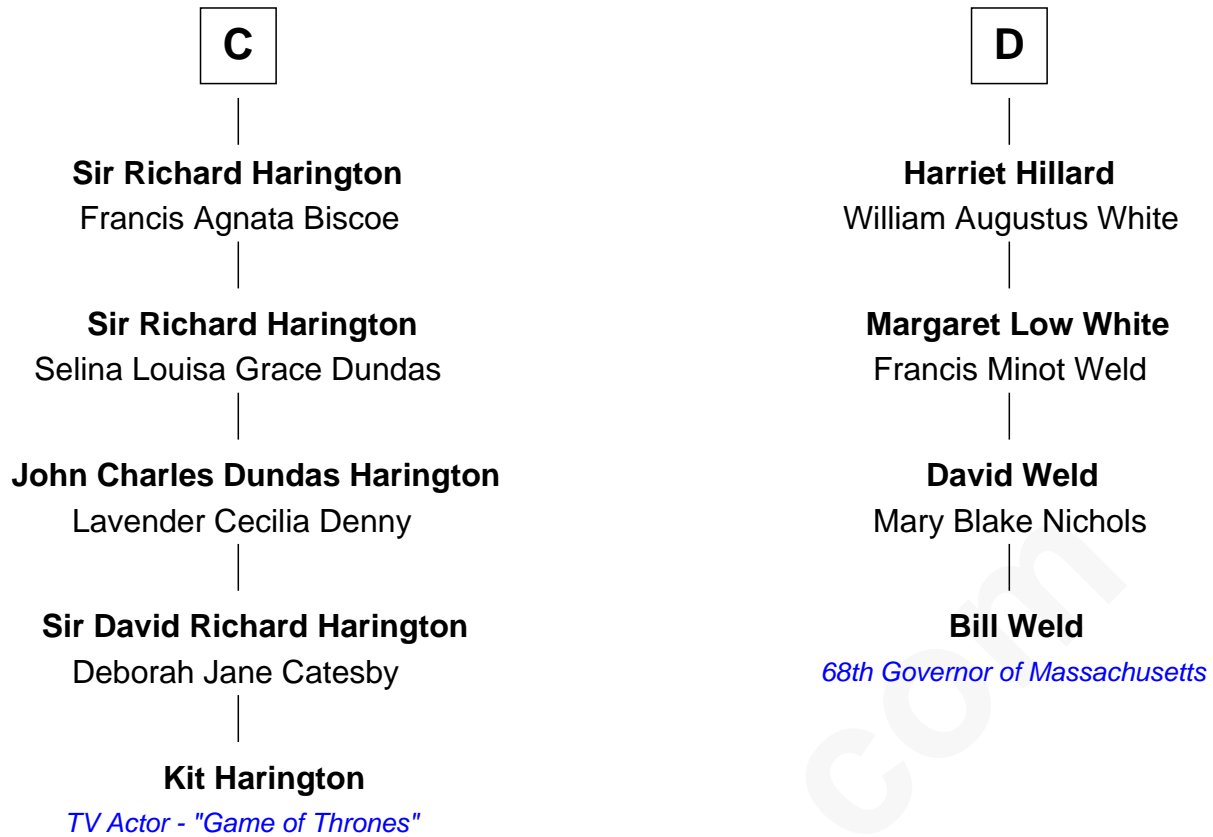 C
Sir Richard Harington
Francis Agnata Biscoe
Sir Richard Harington
Selina Louisa Grace Dundas
John Charles Dundas Harington
Lavender Cecilia Denny
Sir David Richard Harington
Deborah Jane Catesby
Kit Harington
TV Actor - "Game of Thrones"
D
Harriet Hillard
William Augustus White
Margaret Low White
Francis Minot Weld
David Weld
Mary Blake Nichols
Bill Weld
68th Governor of Massachusetts
com